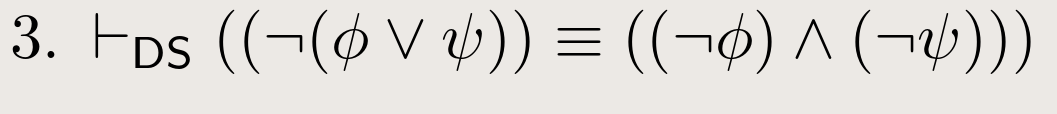 3. ⊢DS ((¬(ϕ ∨ ψ)) ≡ ((¬ϕ) ∧ (¬ψ)))